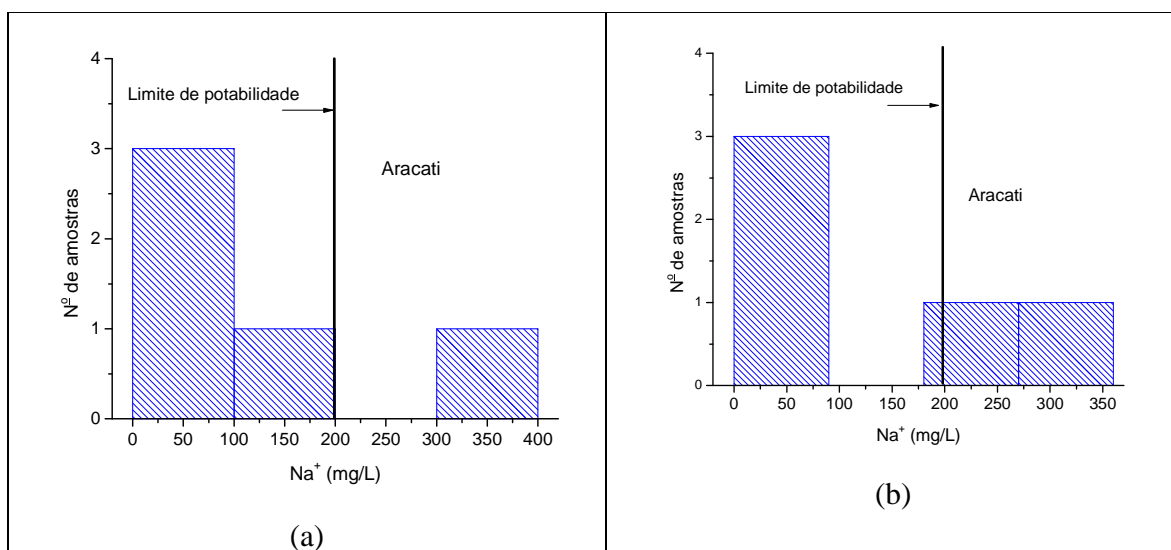 4
3
2
1
0
Nº de amostras
Limite de potabilidade
Aracati
0 50 100 150 200 250 300 350 400
Na+ (mg/L)
(a)
4
3
2
1
0
Nº de amostras
Limite de potabilidade
Aracati
0 50 100 150 200 250 300 350
Na+ (mg/L)
(b)